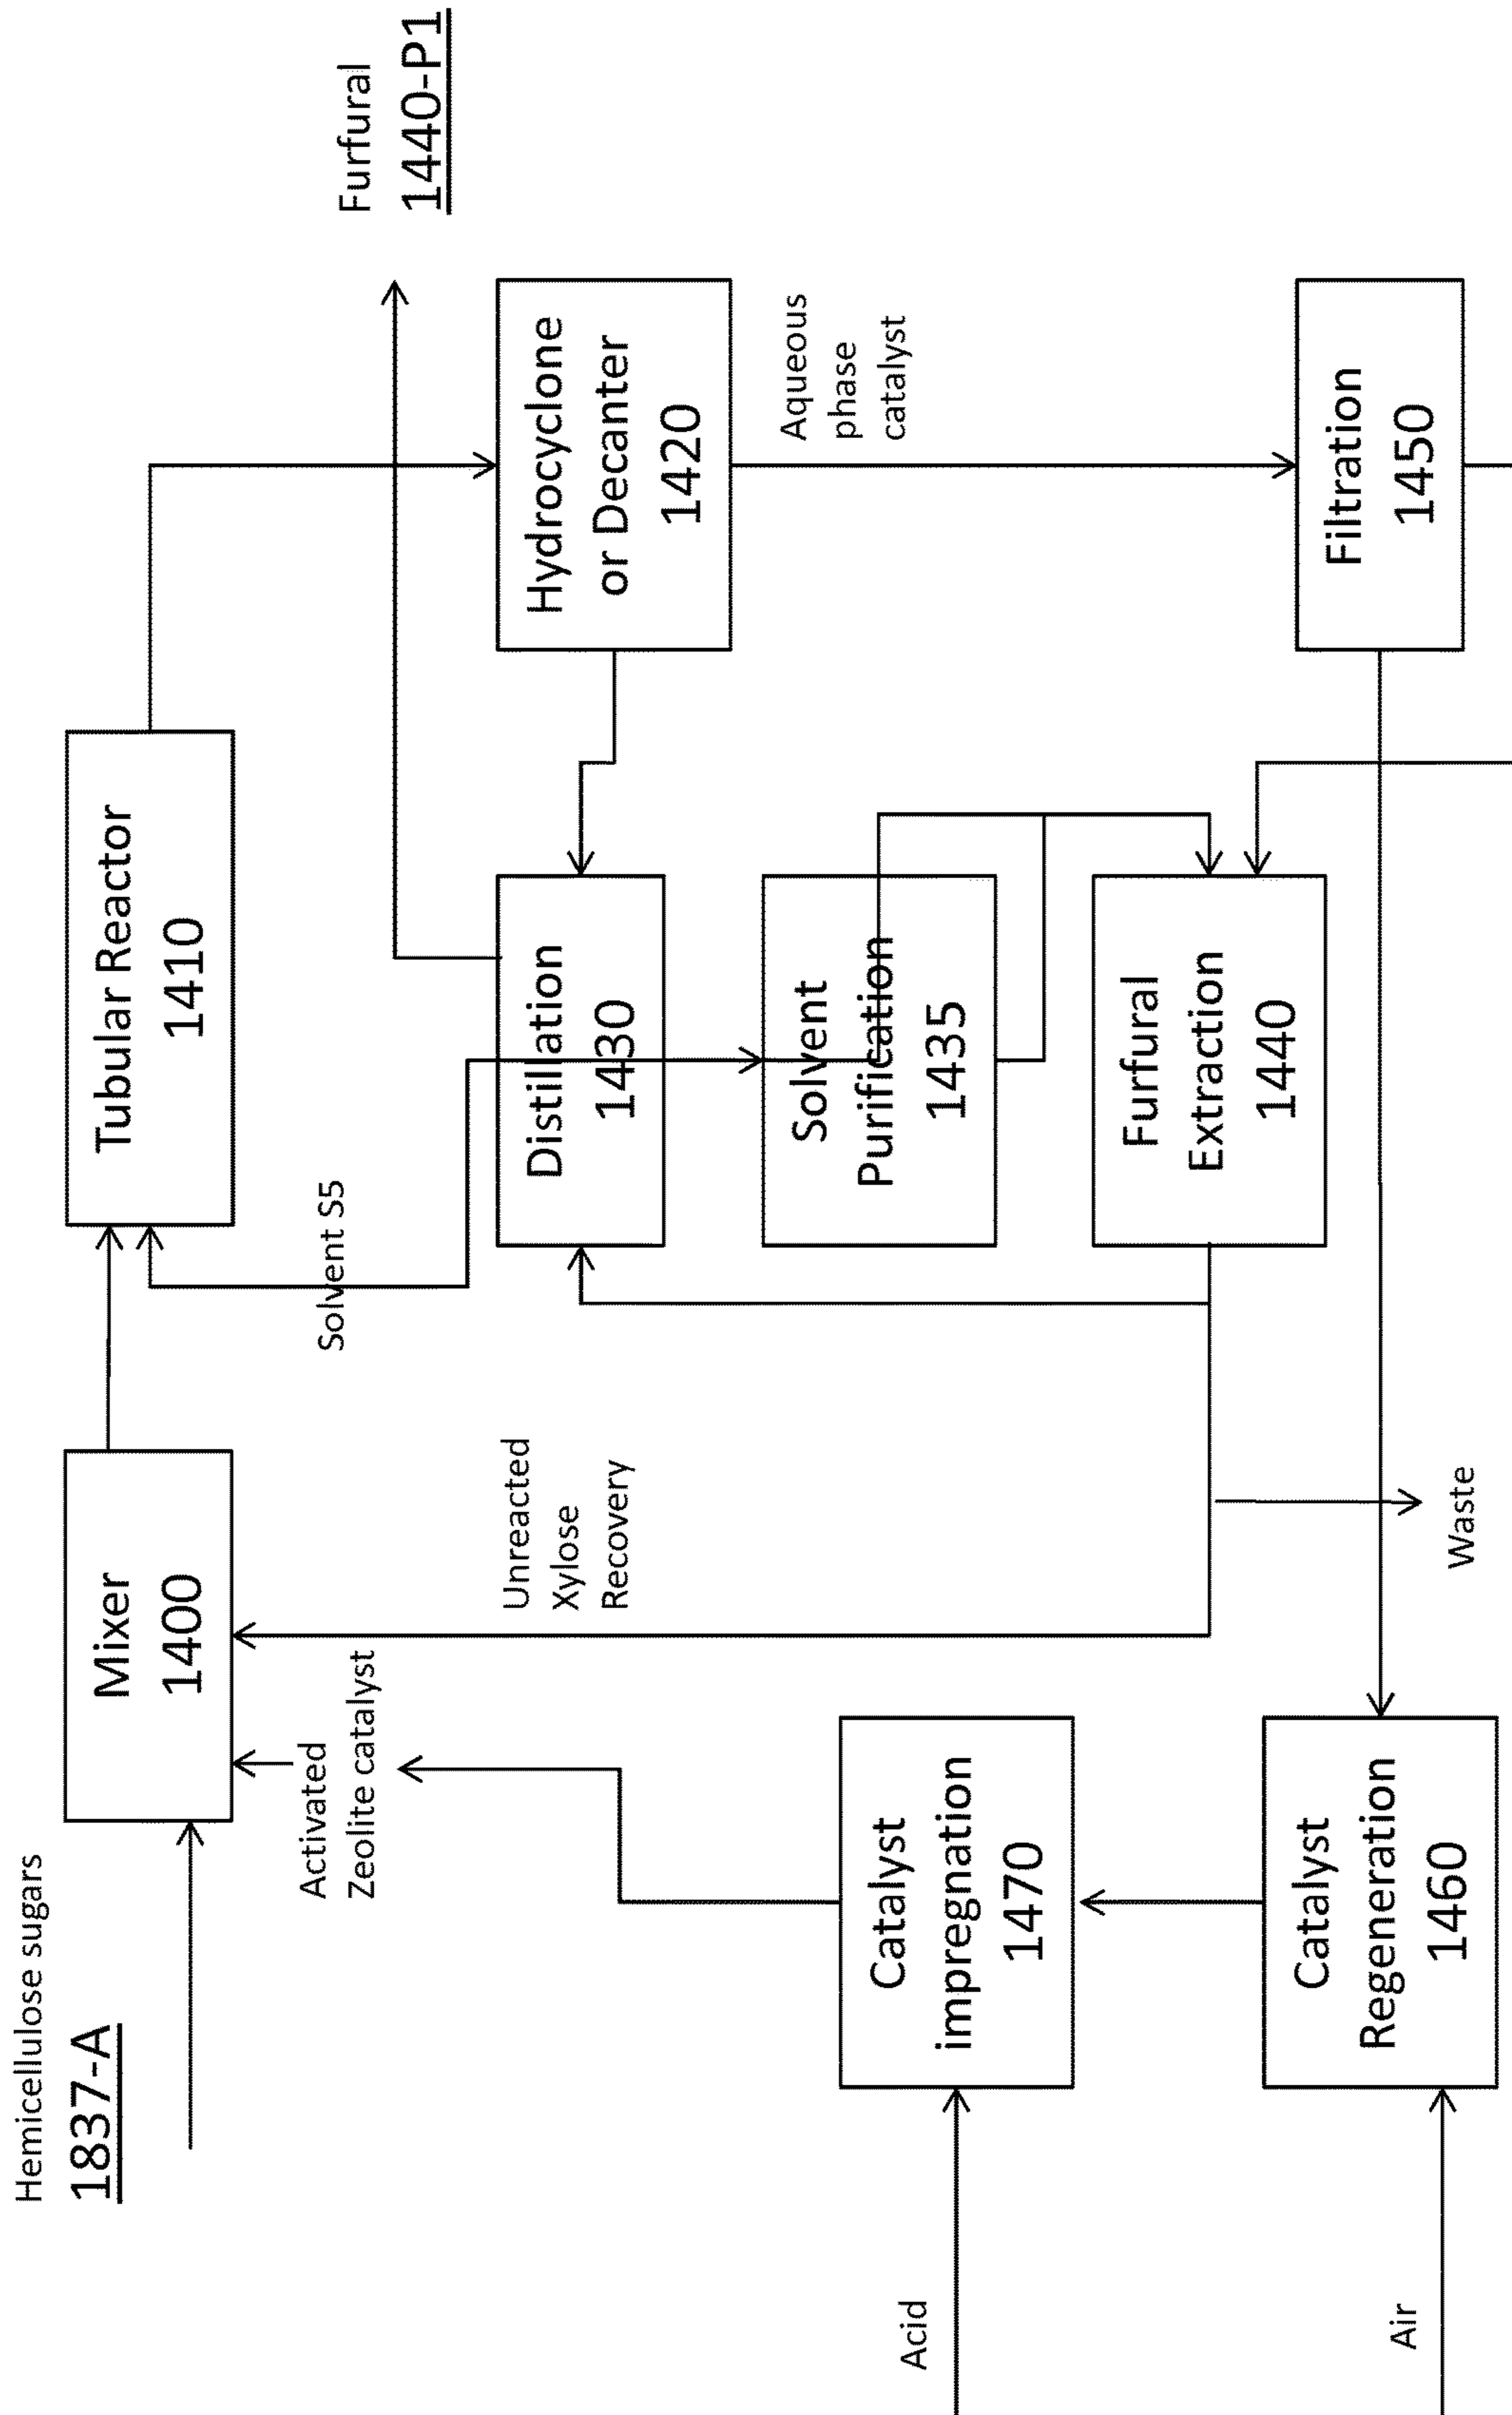 Hemicellulose sugars
1837-A
Mixer
1400
Tubular Reactor
1410
Furfural
1440-P1
Activated
Zeolite catalyst
Solvent S5
Unreacted
Xylose
Recovery
Distillation
1430
Hydrocyclone
or Decanter
1420
Aqueous
phase
catalyst
Solvent
Purification
1435
Acid
Catalyst
impregnation
1470
Furfural
Extraction
1440
Air
Catalyst
Regeneration
1460
Waste
Filtration
1450